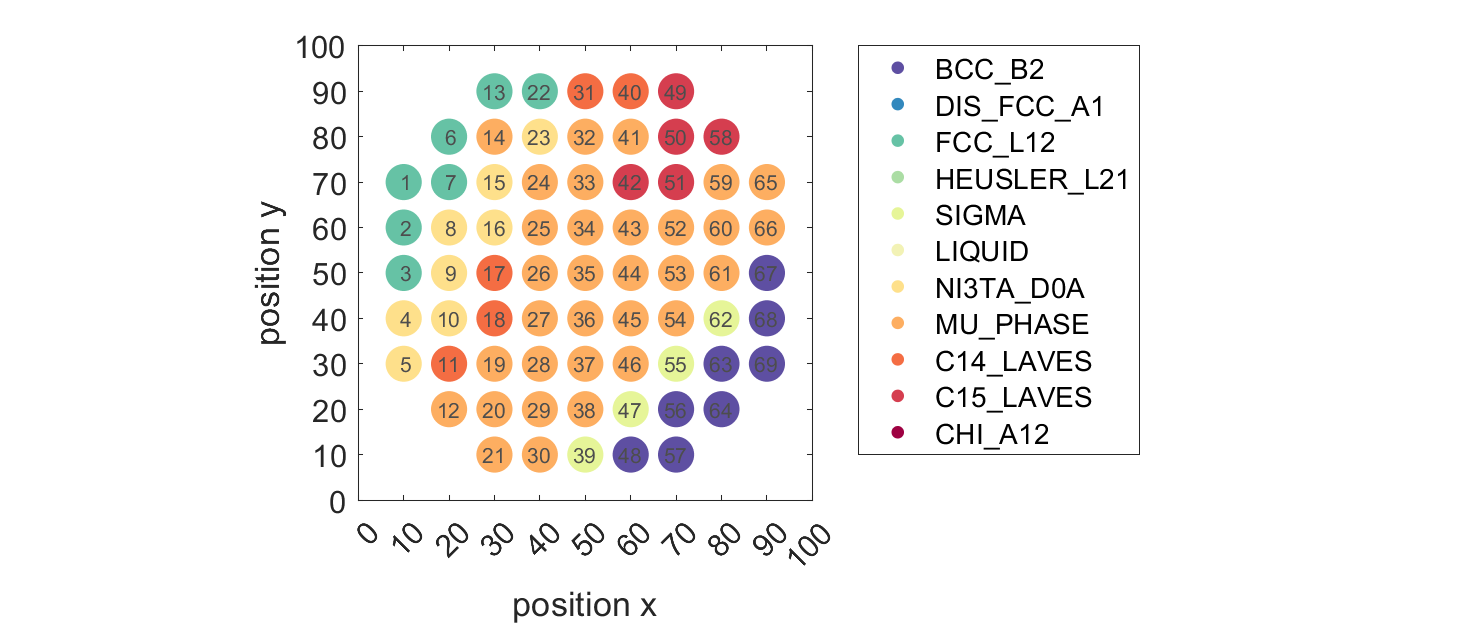 100
90
80
70
60
50
40
30
20
10
0
position y
13 22 31 40 49
6 14 23 32 41 50 58
1 7 15 24 33 42 51 59 65
2 8 16 25 34 43 52 60 66
3 9 17 26 35 44 53 61 67
4 10 18 27 36 45 54 62 68
5 11 19 28 37 46 55 63 69
12 20 29 38 47 56 64
21 30 39 48 57
0 10 20 30 40 50 60 70 80 90 100
position x
BCC_B2
DIS_FCC_A1
FCC_L12
HEUSLER_L21
SIGMA
LIQUID
NI3TA_D0A
MU_PHASE
C14_LAVES
C15_LAVES
CHI_A12